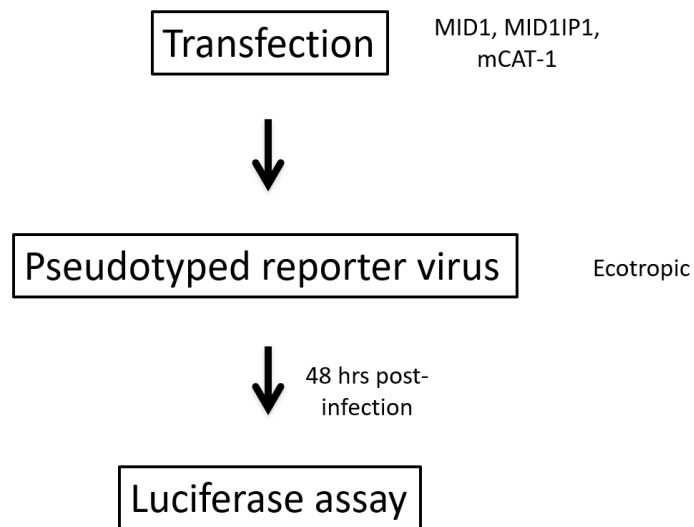 Transfection
MID1, MID1IP1,
mCAT-1
Pseudotyped reporter virus
Ecotropic
48 hrs post-
infection
Luciferase assay